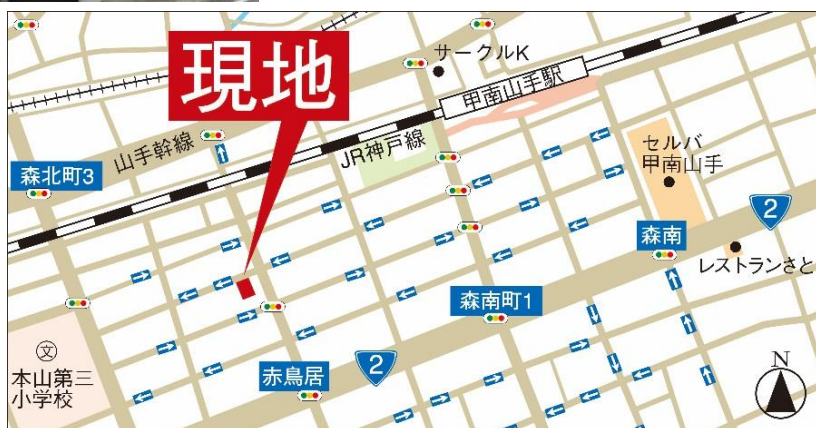 サークルK
現地
甲南山手駅
山手幹線
JR神戸線
セルバ
甲南山手
森北町3
2
森南
レストランさと
森南町1
文
本山第三
小学校
赤鳥居
2
N